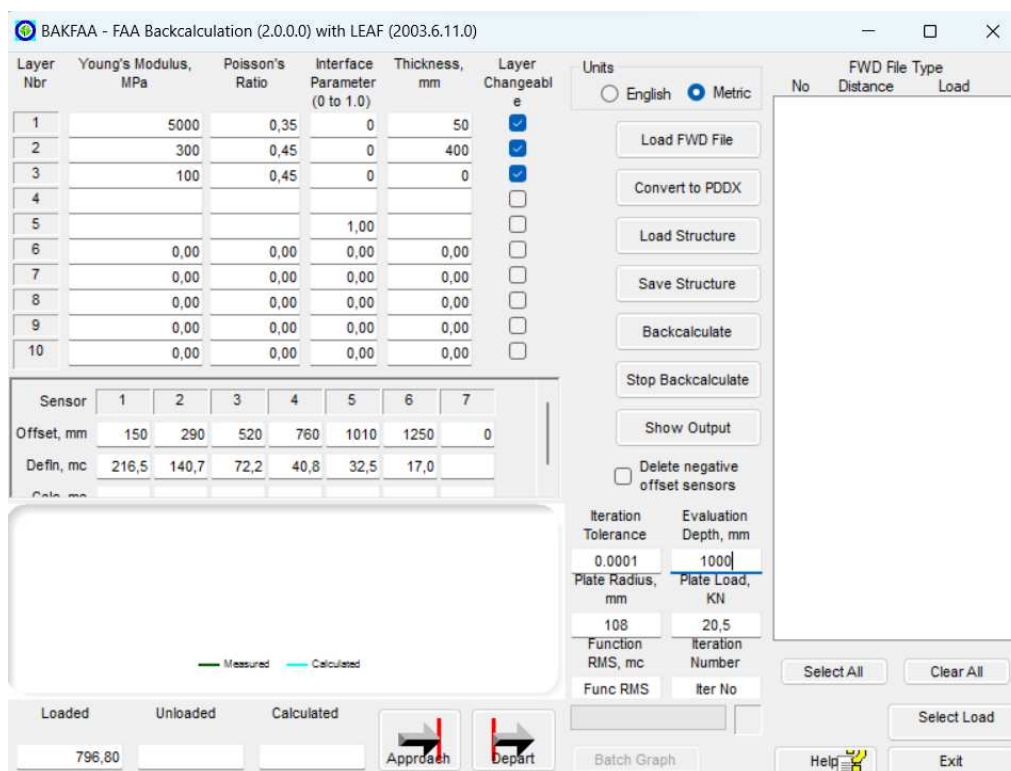 BAKFAA - FAA Backcalculation (2.0.0.0) with LEAF (2003.6.11.0)
Layer Nbr
Young's Modulus, MPa
Poisson's Ratio
Interface Parameter (0 to 1.0)
Thickness, mm
Layer Changeabl e
1 5000 0,35 0 50
2 300 0,45 0 400
3 100 0,45 0 0
4
5 1,00
6 0,00 0,00 0,00 0,00
7 0,00 0,00 0,00 0,00
8 0,00 0,00 0,00 0,00
9 0,00 0,00 0,00 0,00
10 0,00 0,00 0,00 0,00
Sensor 1 2 3 4 5 6 7
Offset, mm 150 290 520 760 1010 1250 0
Defln, mc 216,5 140,7 72,2 40,8 32,5 17,0
Measured Calculated
Loaded Unloaded Calculated
796,80
Approach Depart
Units
English Metric
Load FWD File
Convert to PDDX
Load Structure
Save Structure
Backcalculate
Stop Backcalculate
Show Output
Delete negative
offset sensors
Iteration Tolerance
Evaluation Depth, mm
0.0001 1000
Plate Radius, mm
Plate Load, KN
108 20,5
Function RMS, mc
Iteration Number
Func RMS Iter No
Batch Graph
FWD File Type
No Distance Load
Select All Clear All
Select Load
Help Exit